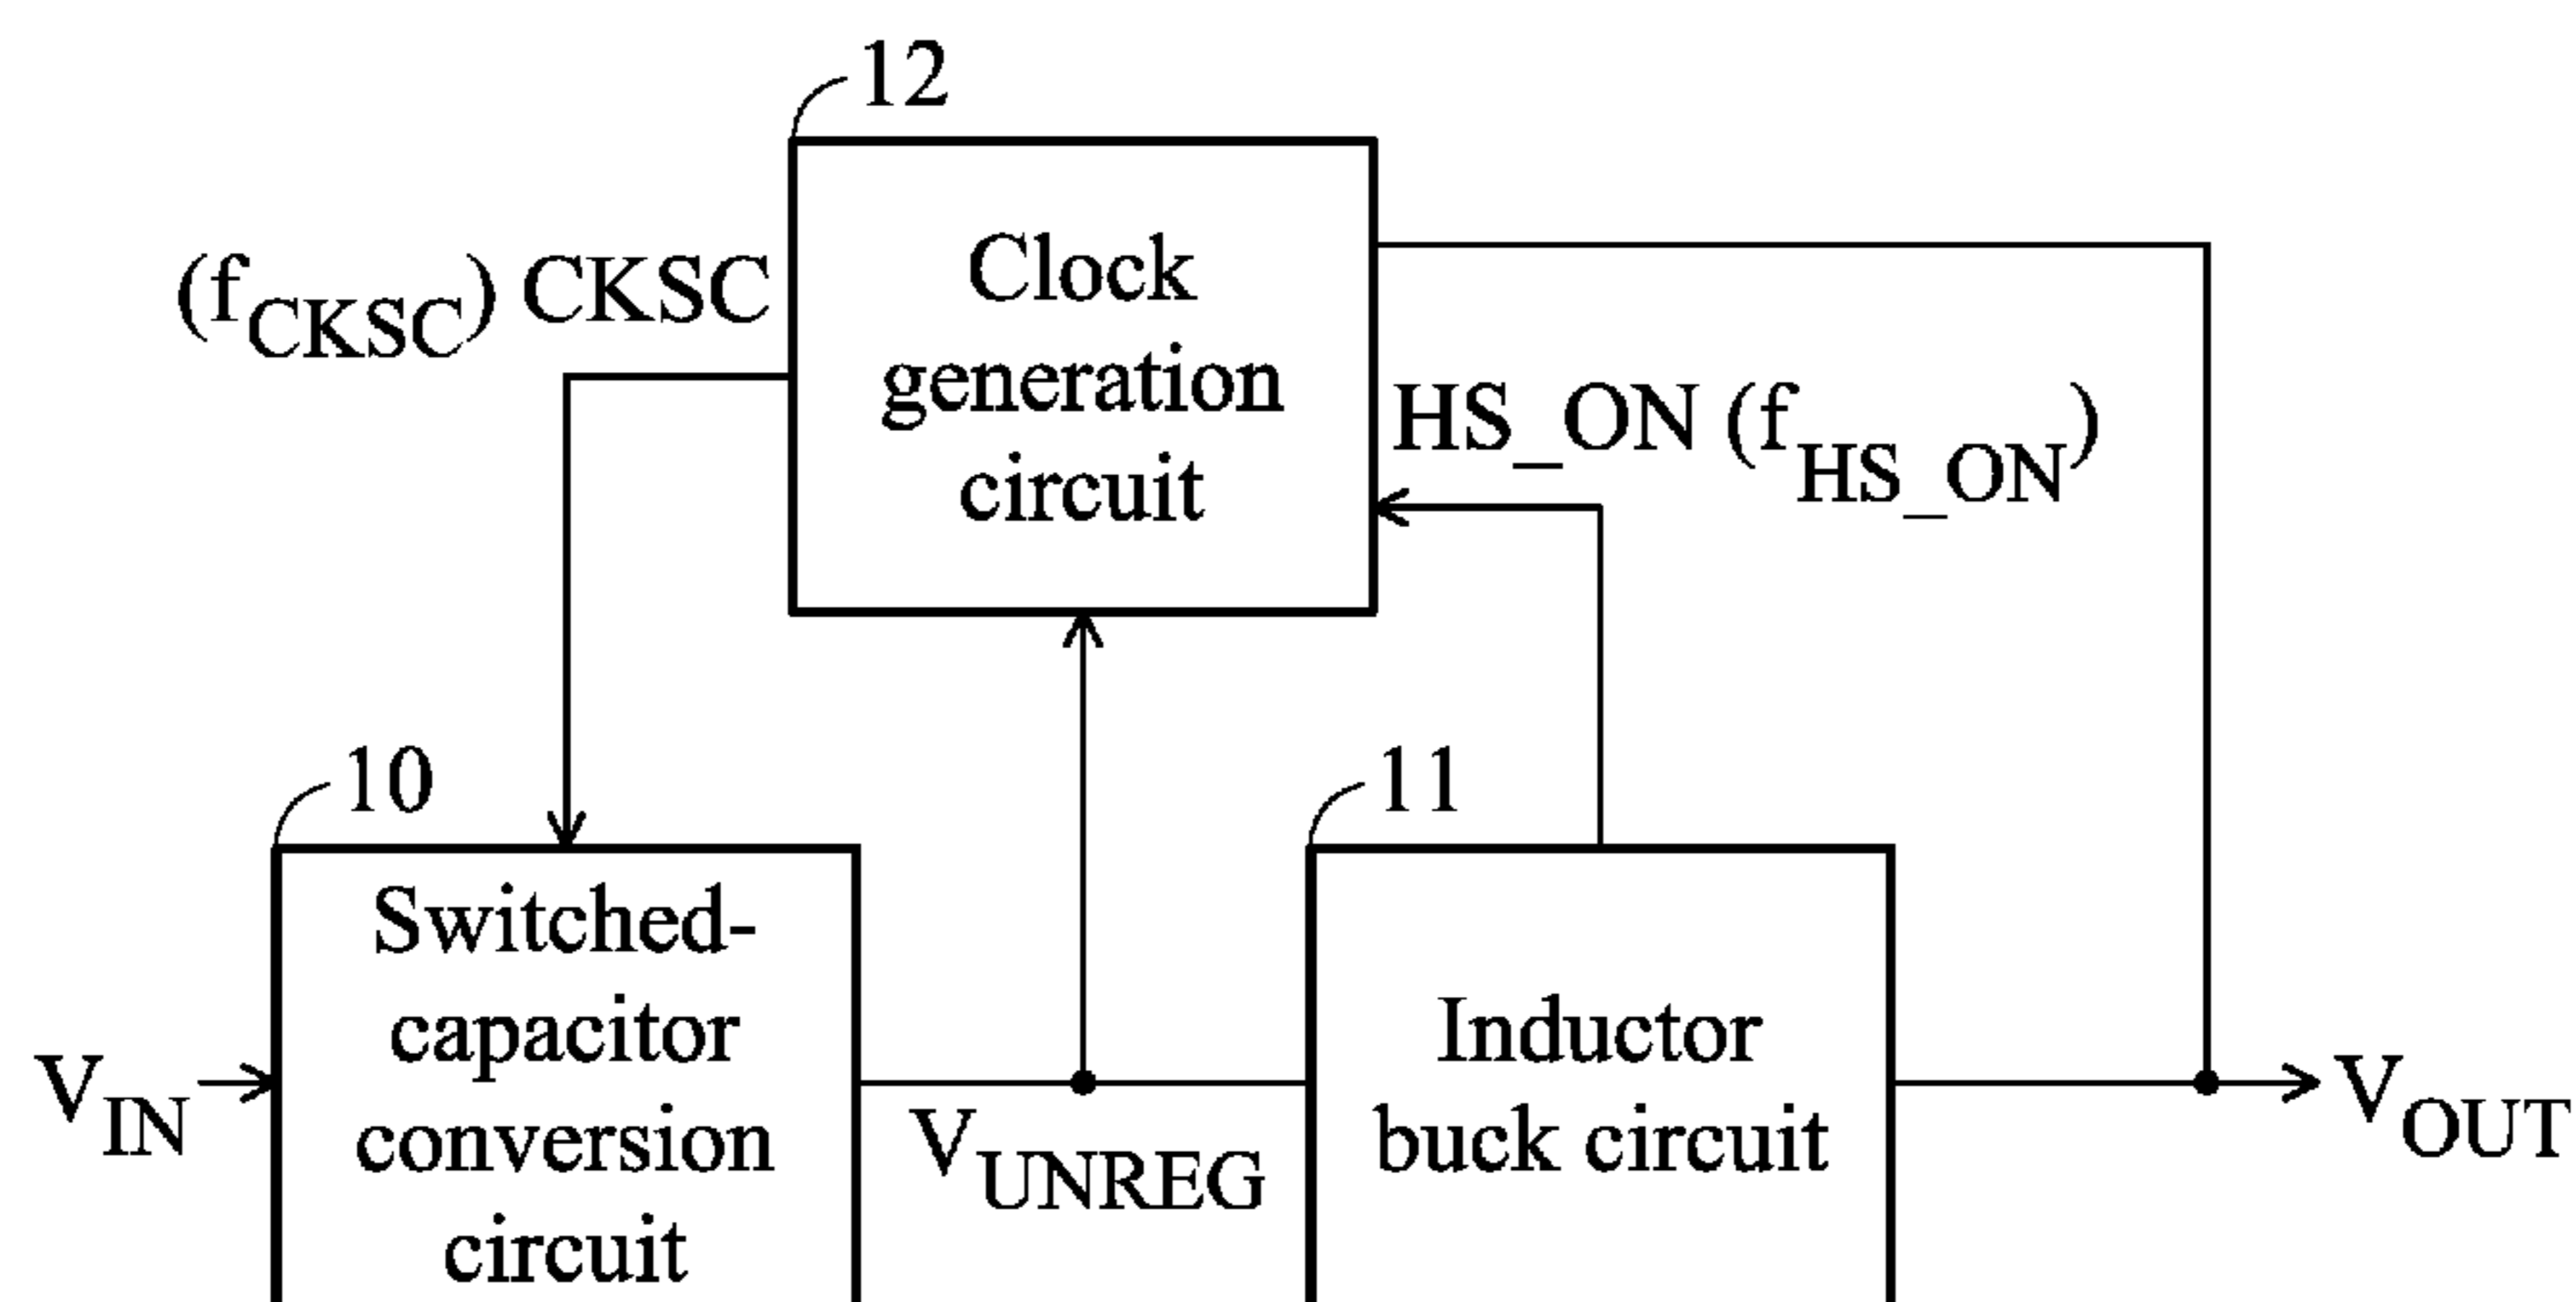 12
(fCKSC) CKSC
Clock
generation
circuit
HS_ON (fHS_ON)
10
11
Switched-
capacitor
conversion
circuit
Inductor
buck circuit
VIN
VUNREG
VOUT